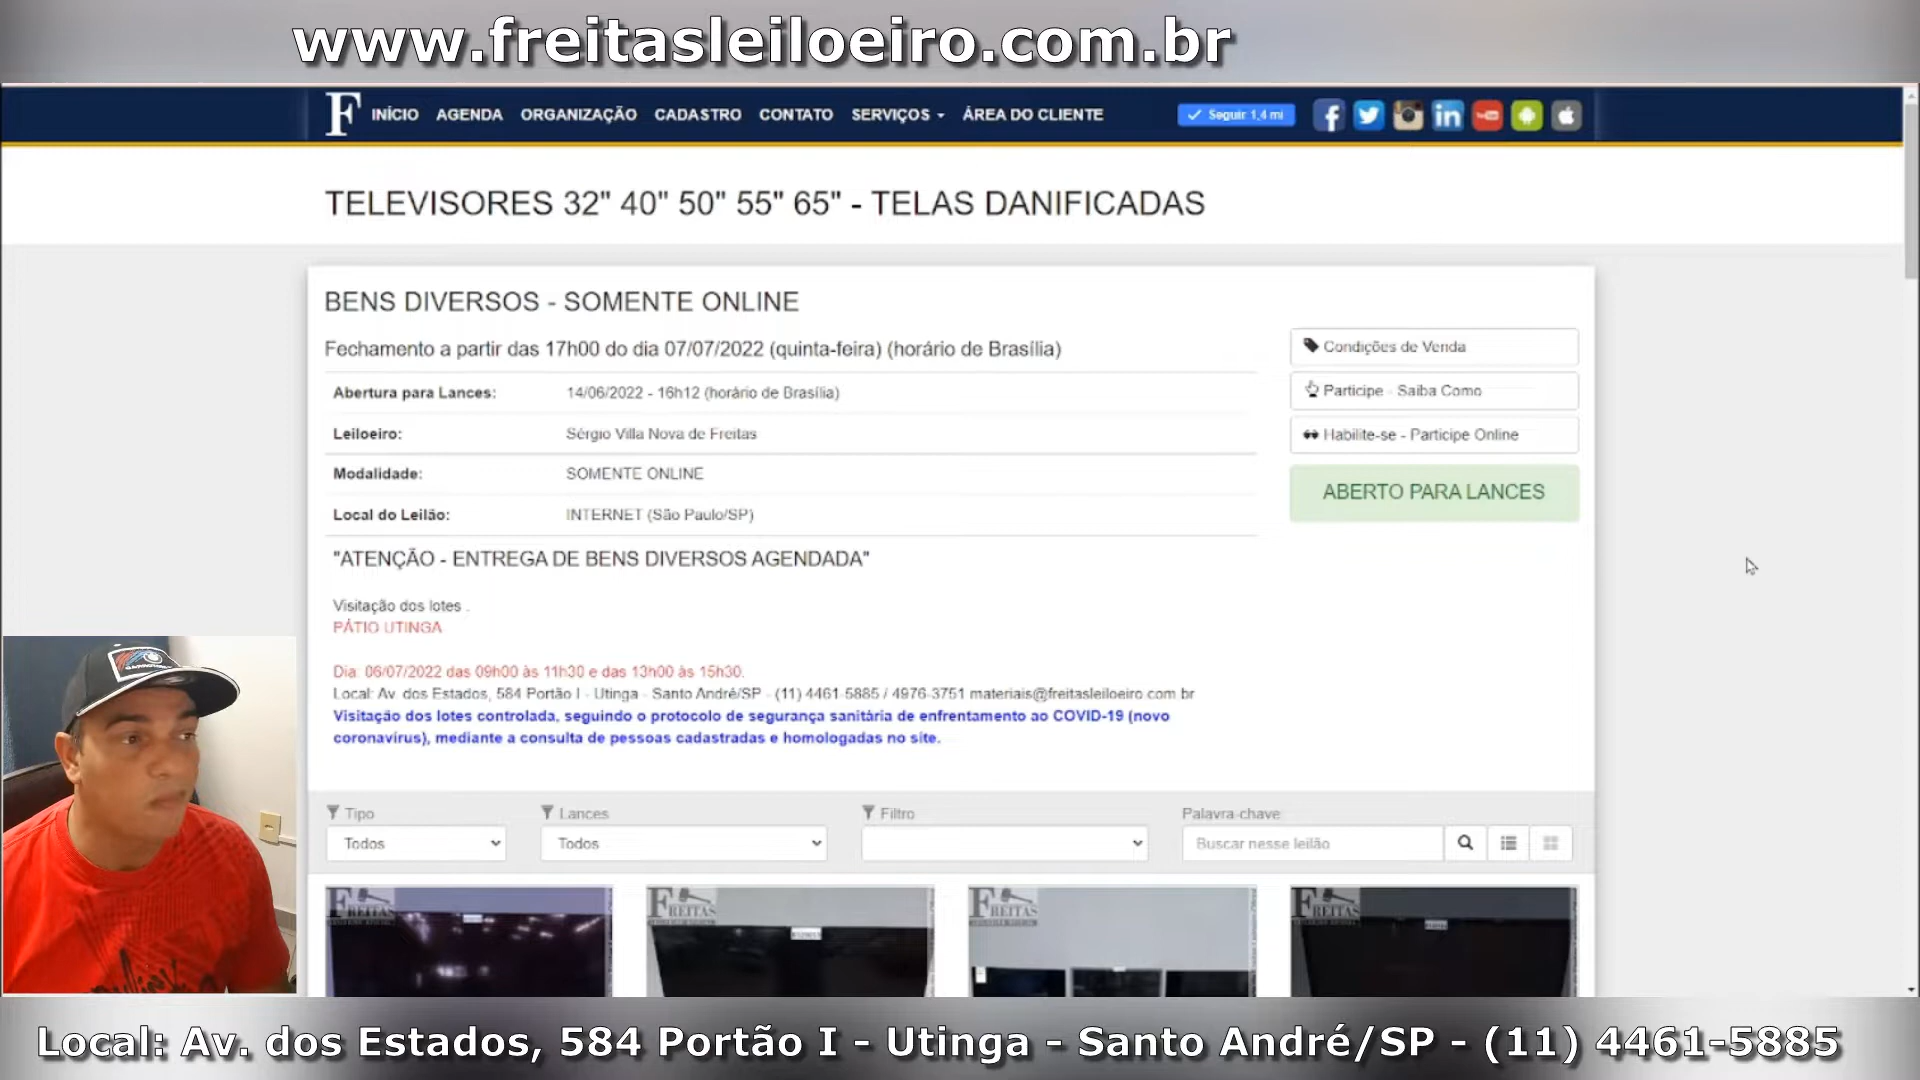 www.freitasleiloeiro.com.br
F INÍCIO AGENDA ORGANIZAÇÃO CADASTRO CONTATO SERVIÇOS ÁREA DO CLIENTE Seguir 1,4 mi
TELEVISORES 32" 40" 50" 55" 65" - TELAS DANIFICADAS
BENS DIVERSOS - SOMENTE ONLINE
Fechamento a partir das 17h00 do dia 07/07/2022 (quinta-feira) (horário de Brasília)
Abertura para Lances: 14/06/2022 - 16h12 (horário de Brasília)
Leiloeiro: Sérgio Villa Nova de Freitas
Modalidade: SOMENTE ONLINE
Local do Leilão: INTERNET (São Paulo/SP)
Condições de Venda
Participe - Saiba Como
Habilite-se - Participe Online
ABERTO PARA LANCES
"ATENÇÃO - ENTREGA DE BENS DIVERSOS AGENDADA"
Visitação dos lotes .
PÁTIO UTINGA
Dia: 06/07/2022 das 09h00 às 11h30 e das 13h00 às 15h30.
Local: Av. dos Estados, 584 Portão I - Utinga - Santo André/SP - (11) 4461-5885 / 4976-3751 materiais@freitasleiloeiro.com.br
Visitação dos lotes controlada, seguindo o protocolo de segurança sanitária de enfrentamento ao COVID-19 (novo
coronavírus), mediante a consulta de pessoas cadastradas e homologadas no site.
Tipo Lances Filtro Palavra-chave
Todos Todos Buscar nesse leilão
FREITAS FREITAS FREITAS FREITAS
Local: Av. dos Estados, 584 Portão I - Utinga - Santo André/SP - (11) 4461-5885